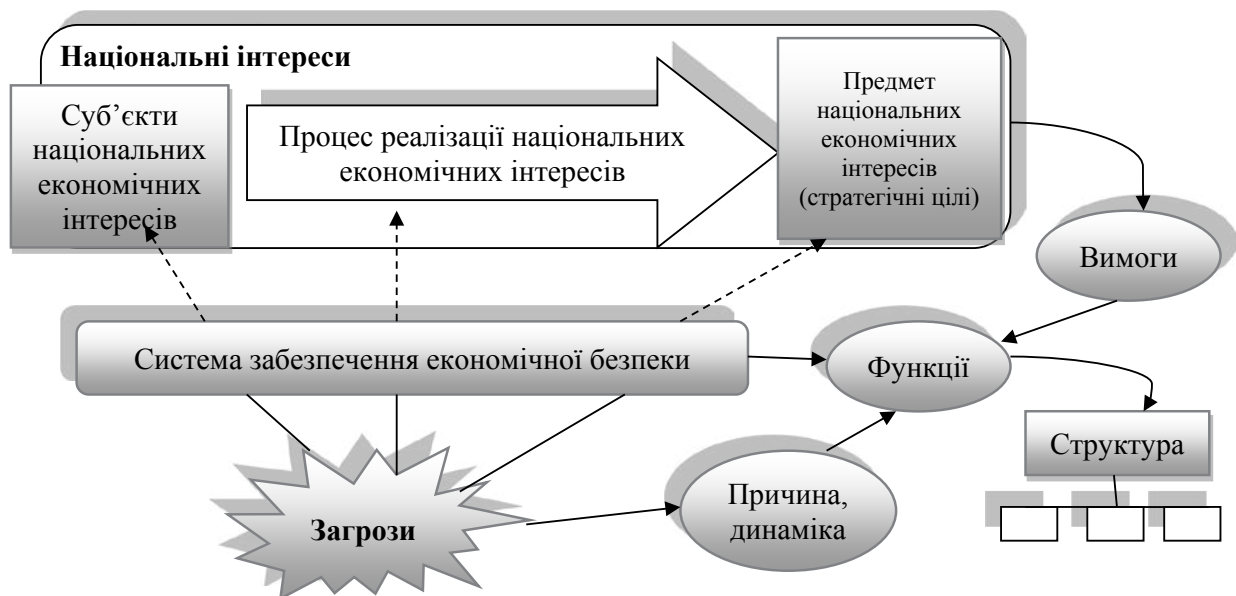 Національні інтереси
Суб’єкти
національних
економічних
інтересів
Процес реалізації національних
економічних інтересів
Предмет
національних
економічних
інтересів
(стратегічні цілі)
Вимоги
Система забезпечення економічної безпеки
Функції
Структура
Причина,
динаміка
Загрози